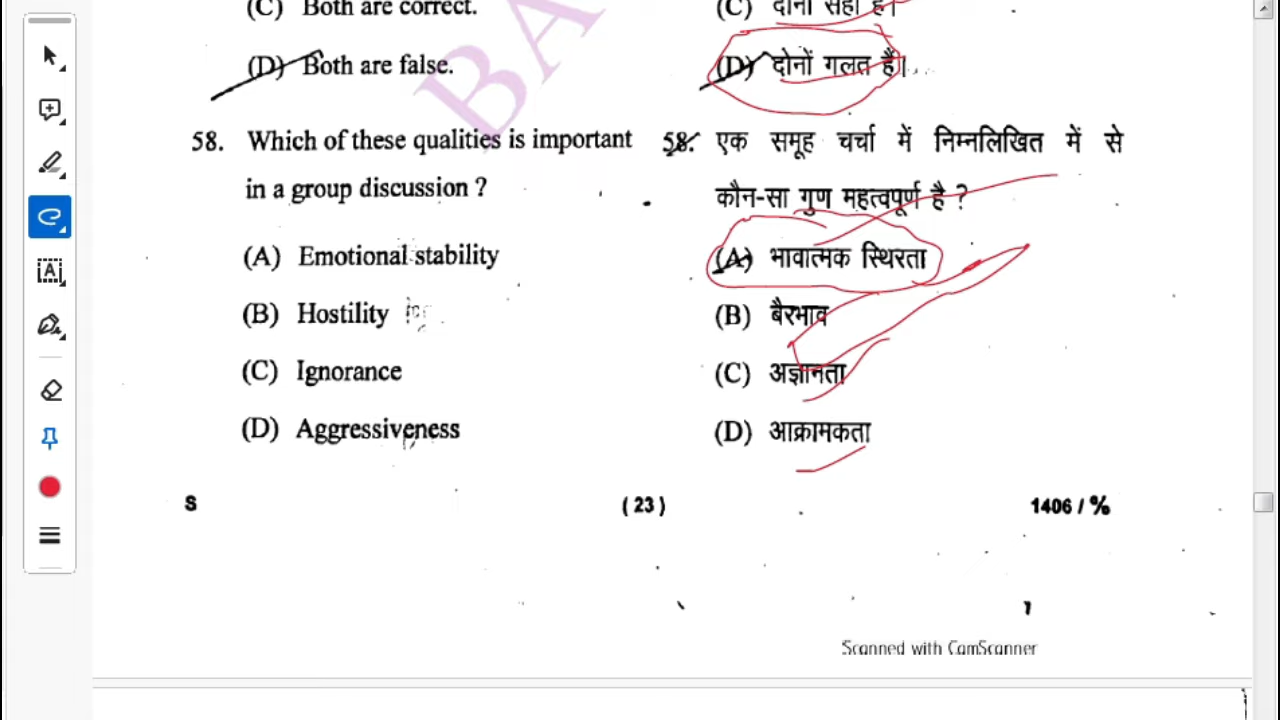 (C) Both are correct.
(C) दोनों सही हैं।
(D) Both are false.
(D) दोनों गलत हैं।
BA
58. Which of these qualities is important
in a group discussion ?
(A) Emotional stability
(B) Hostility
(C) Ignorance
(D) Aggressiveness
58. एक समूह चर्चा में निम्नलिखित में से
कौन-सा गुण महत्वपूर्ण है ?
(A) भावात्मक स्थिरता
(B) बैरभाव
(C) अज्ञानता
(D) आक्रामकता
S
( 23 )
1406 / %
Scanned with CamScanner